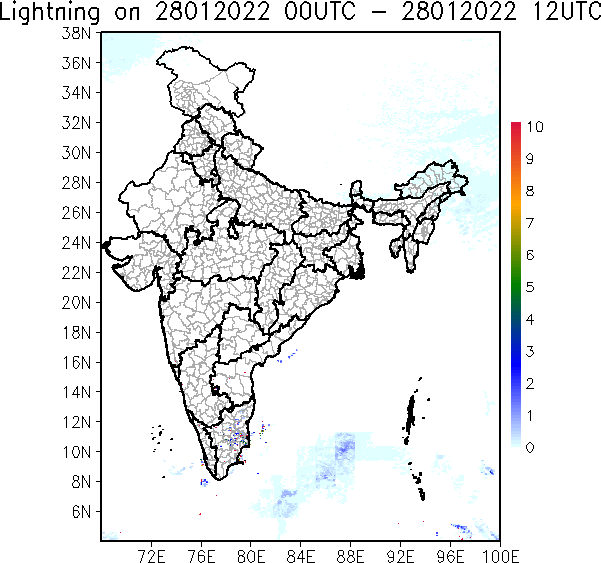 Lightning on 28012022 00UTC – 28012022 12UTC
38N
36N
34N
32N
30N
28N
26N
24N
22N
20N
18N
16N
14N
12N
10N
8N
6N
72E 76E 80E 84E 88E 92E 96E 100E
10
9
8
7
6
5
4
3
2
1
0